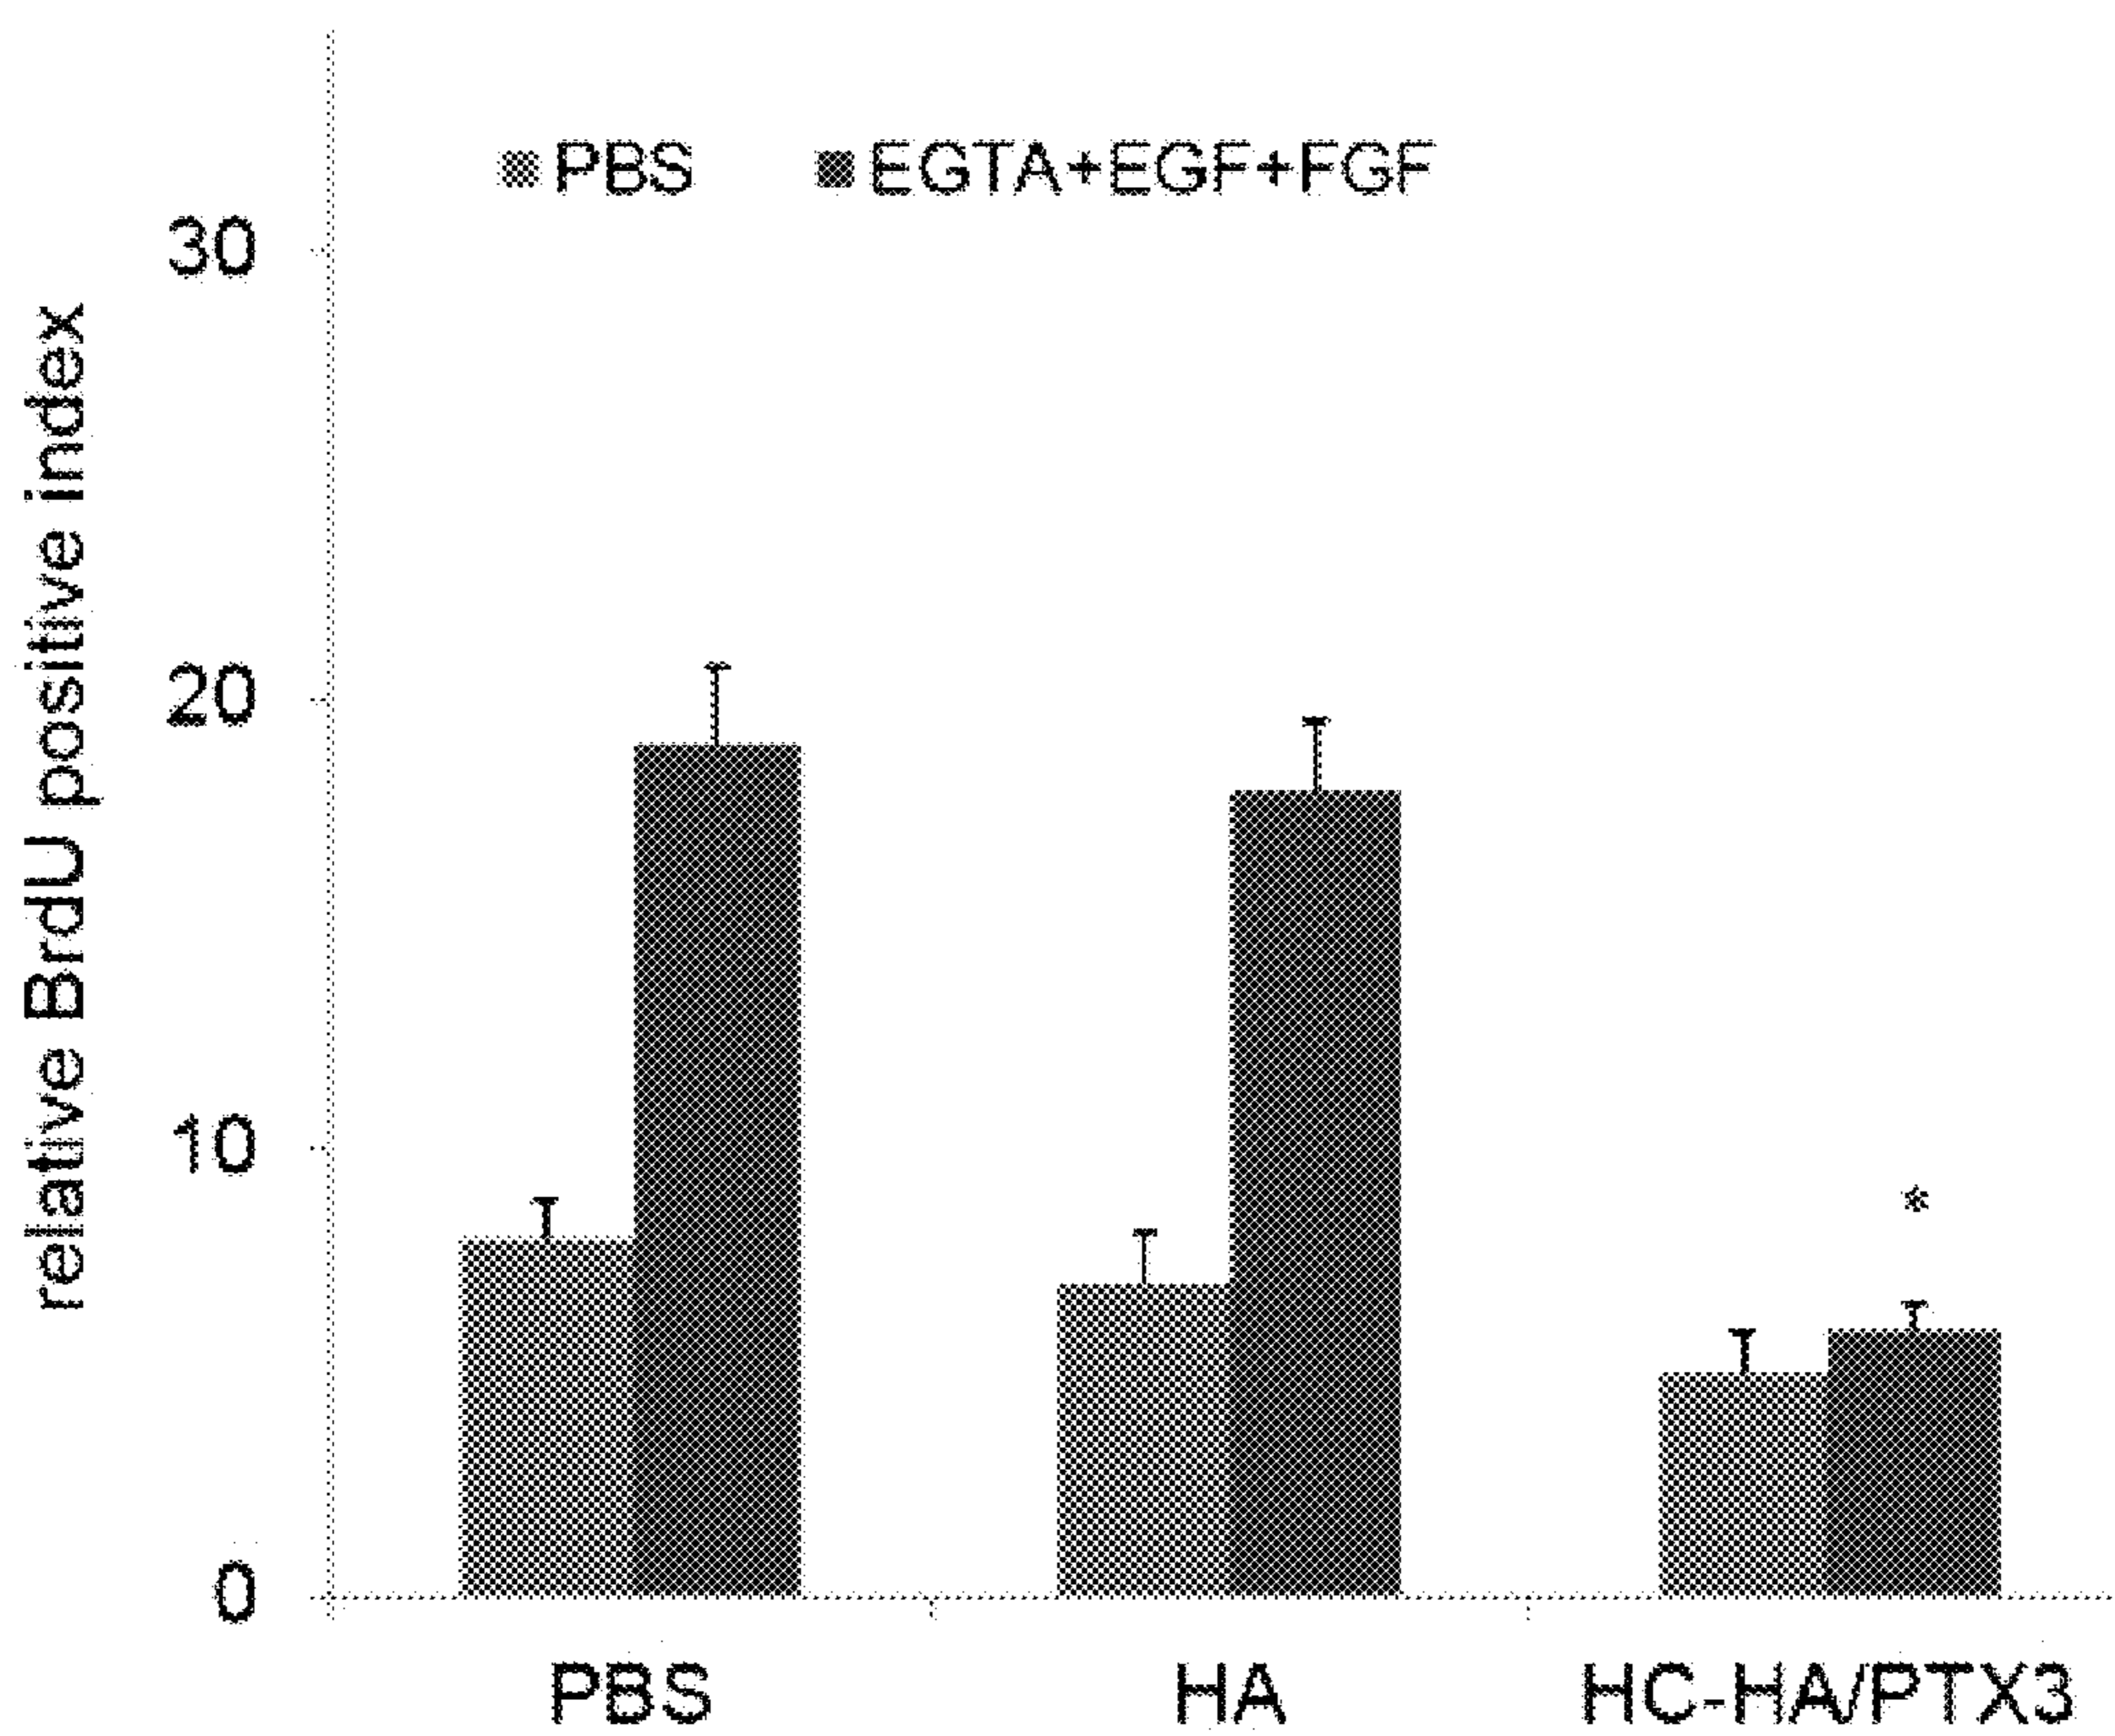 PBS EGTA+EGF+FGF
30
20
10
0
relative BrdU positive index
*
PBS HA HC-HA/PTX3